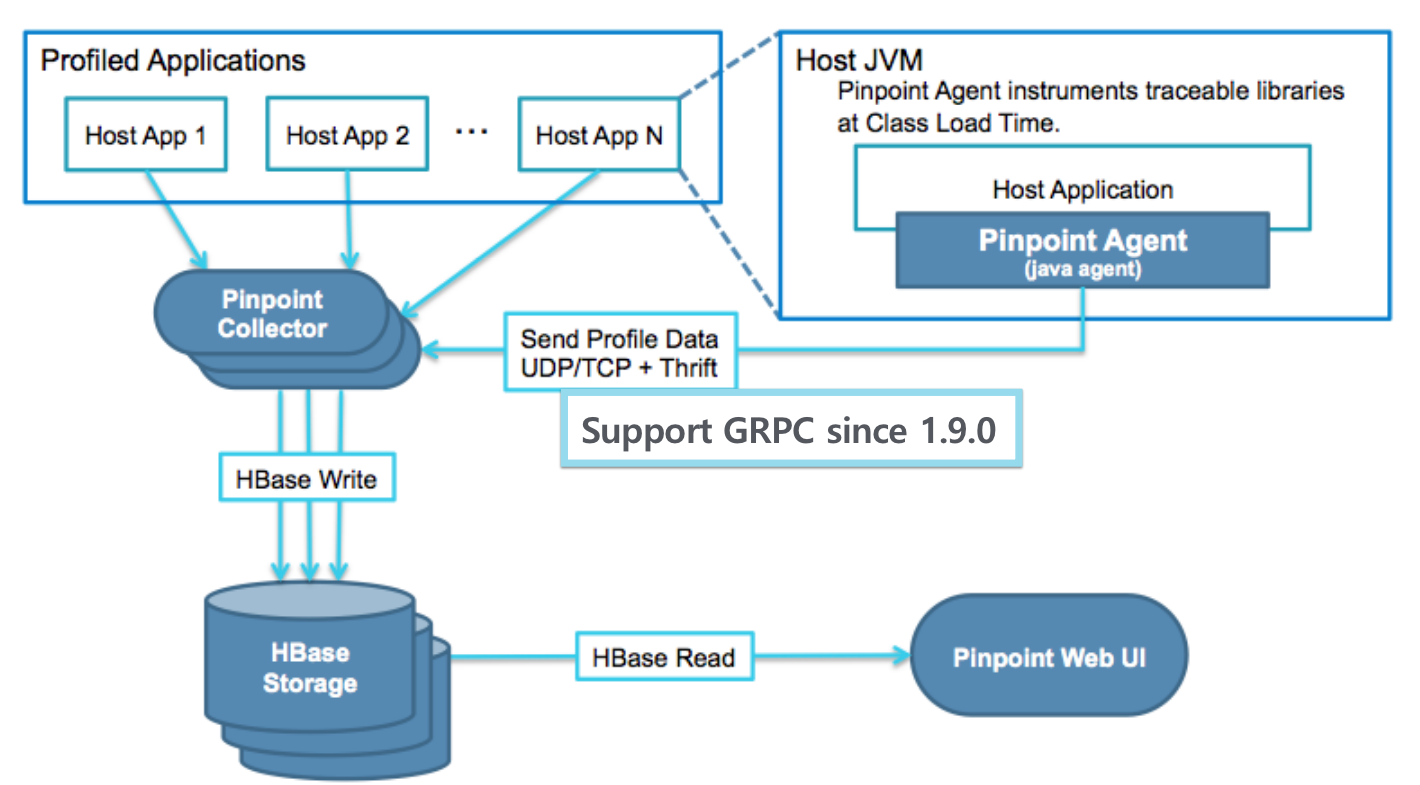 Profiled Applications
Host App 1
Host App 2
...
Host App N
Host JVM
Pinpoint Agent instruments traceable libraries
at Class Load Time.
Host Application
Pinpoint Agent
(java agent)
Pinpoint
Collector
Send Profile Data
UDP/TCP + Thrift
Support GRPC since 1.9.0
HBase Write
HBase
Storage
HBase Read
Pinpoint Web UI